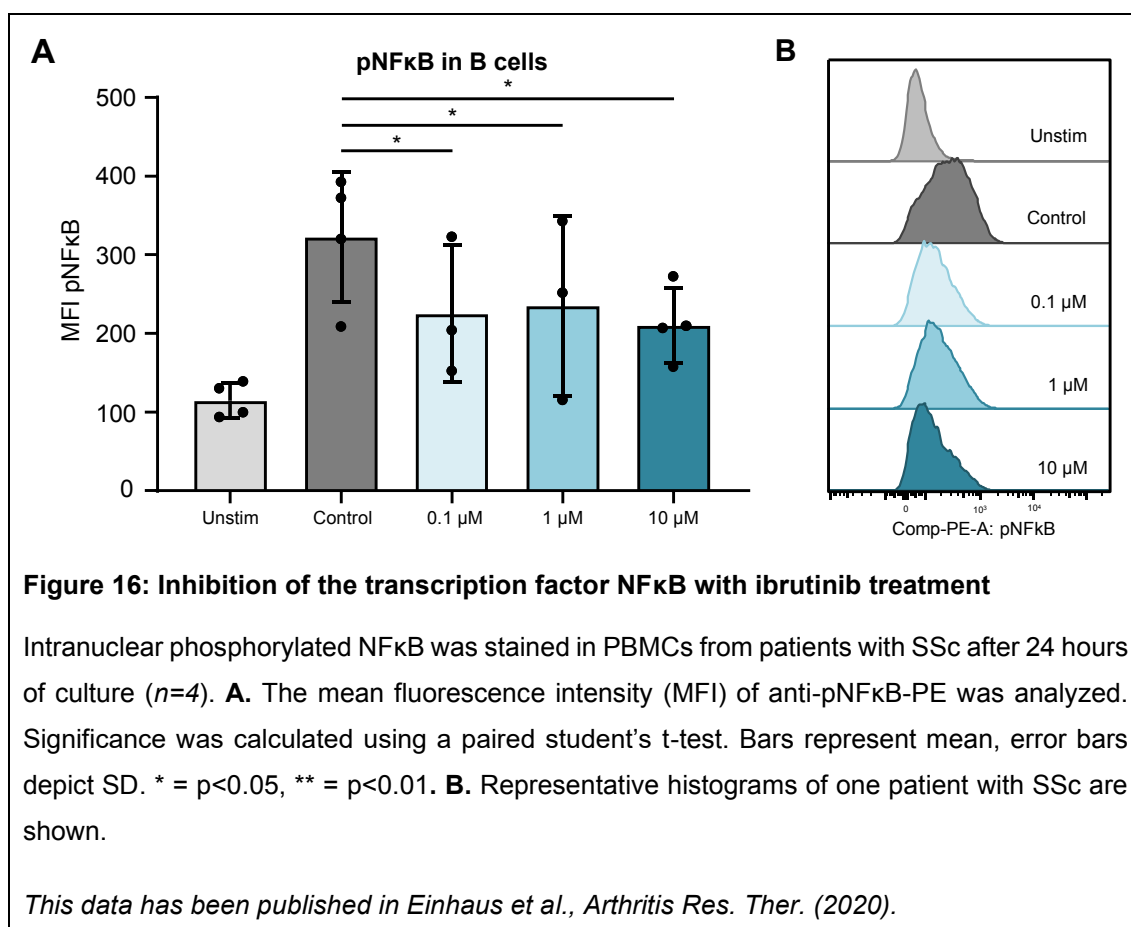 A
pNFκB in B cells
*
*
*
500
400
300
200
100
0
MFI pNFκB
Unstim
Control
0.1 µM
1 µM
10 µM
B
Unstim
Control
0.1 µM
1 µM
10 µM
0
10³
10⁴
Comp-PE-A: pNFkB
Figure 16: Inhibition of the transcription factor NFκB with ibrutinib treatment
Intranuclear phosphorylated NFκB was stained in PBMCs from patients with SSc after 24 hours
of culture (n=4). A. The mean fluorescence intensity (MFI) of anti-pNFκB-PE was analyzed.
Significance was calculated using a paired student’s t-test. Bars represent mean, error bars
depict SD. * = p<0.05, ** = p<0.01. B. Representative histograms of one patient with SSc are
shown.
This data has been published in Einhaus et al., Arthritis Res. Ther. (2020).